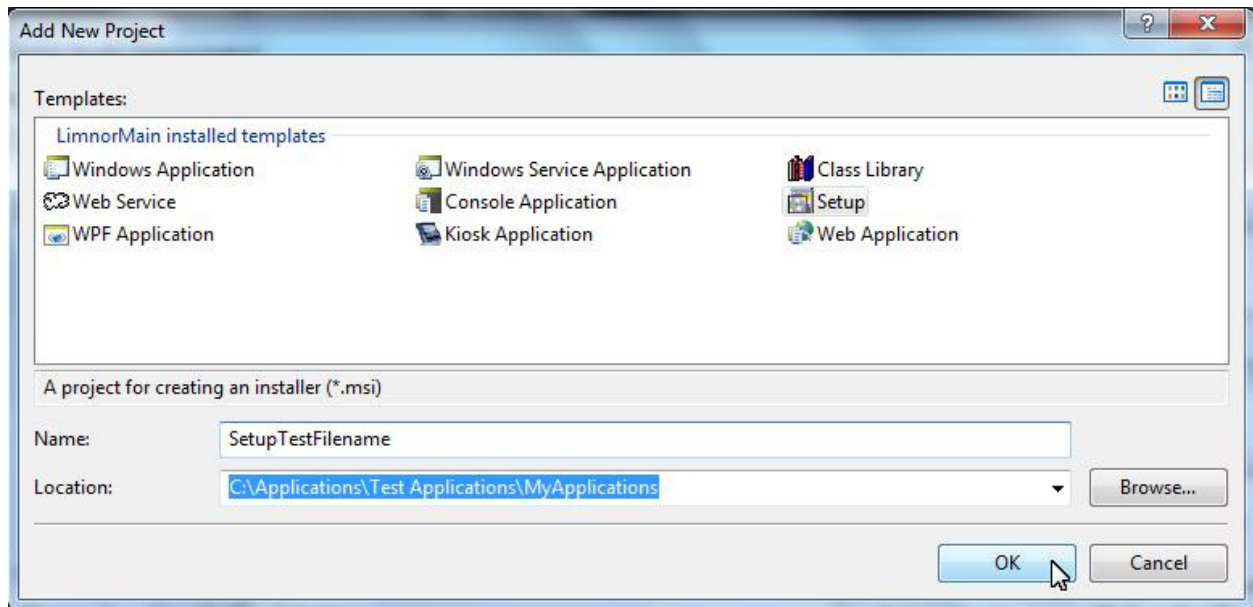 Add New Project
Templates:
LimnorMain installed templates
Windows Application Windows Service Application Class Library
Web Service Console Application Setup
WPF Application Kiosk Application Web Application
A project for creating an installer (*.msi)
Name: SetupTestFilename
Location: C:\Applications\Test Applications\MyApplications Browse...
OK Cancel